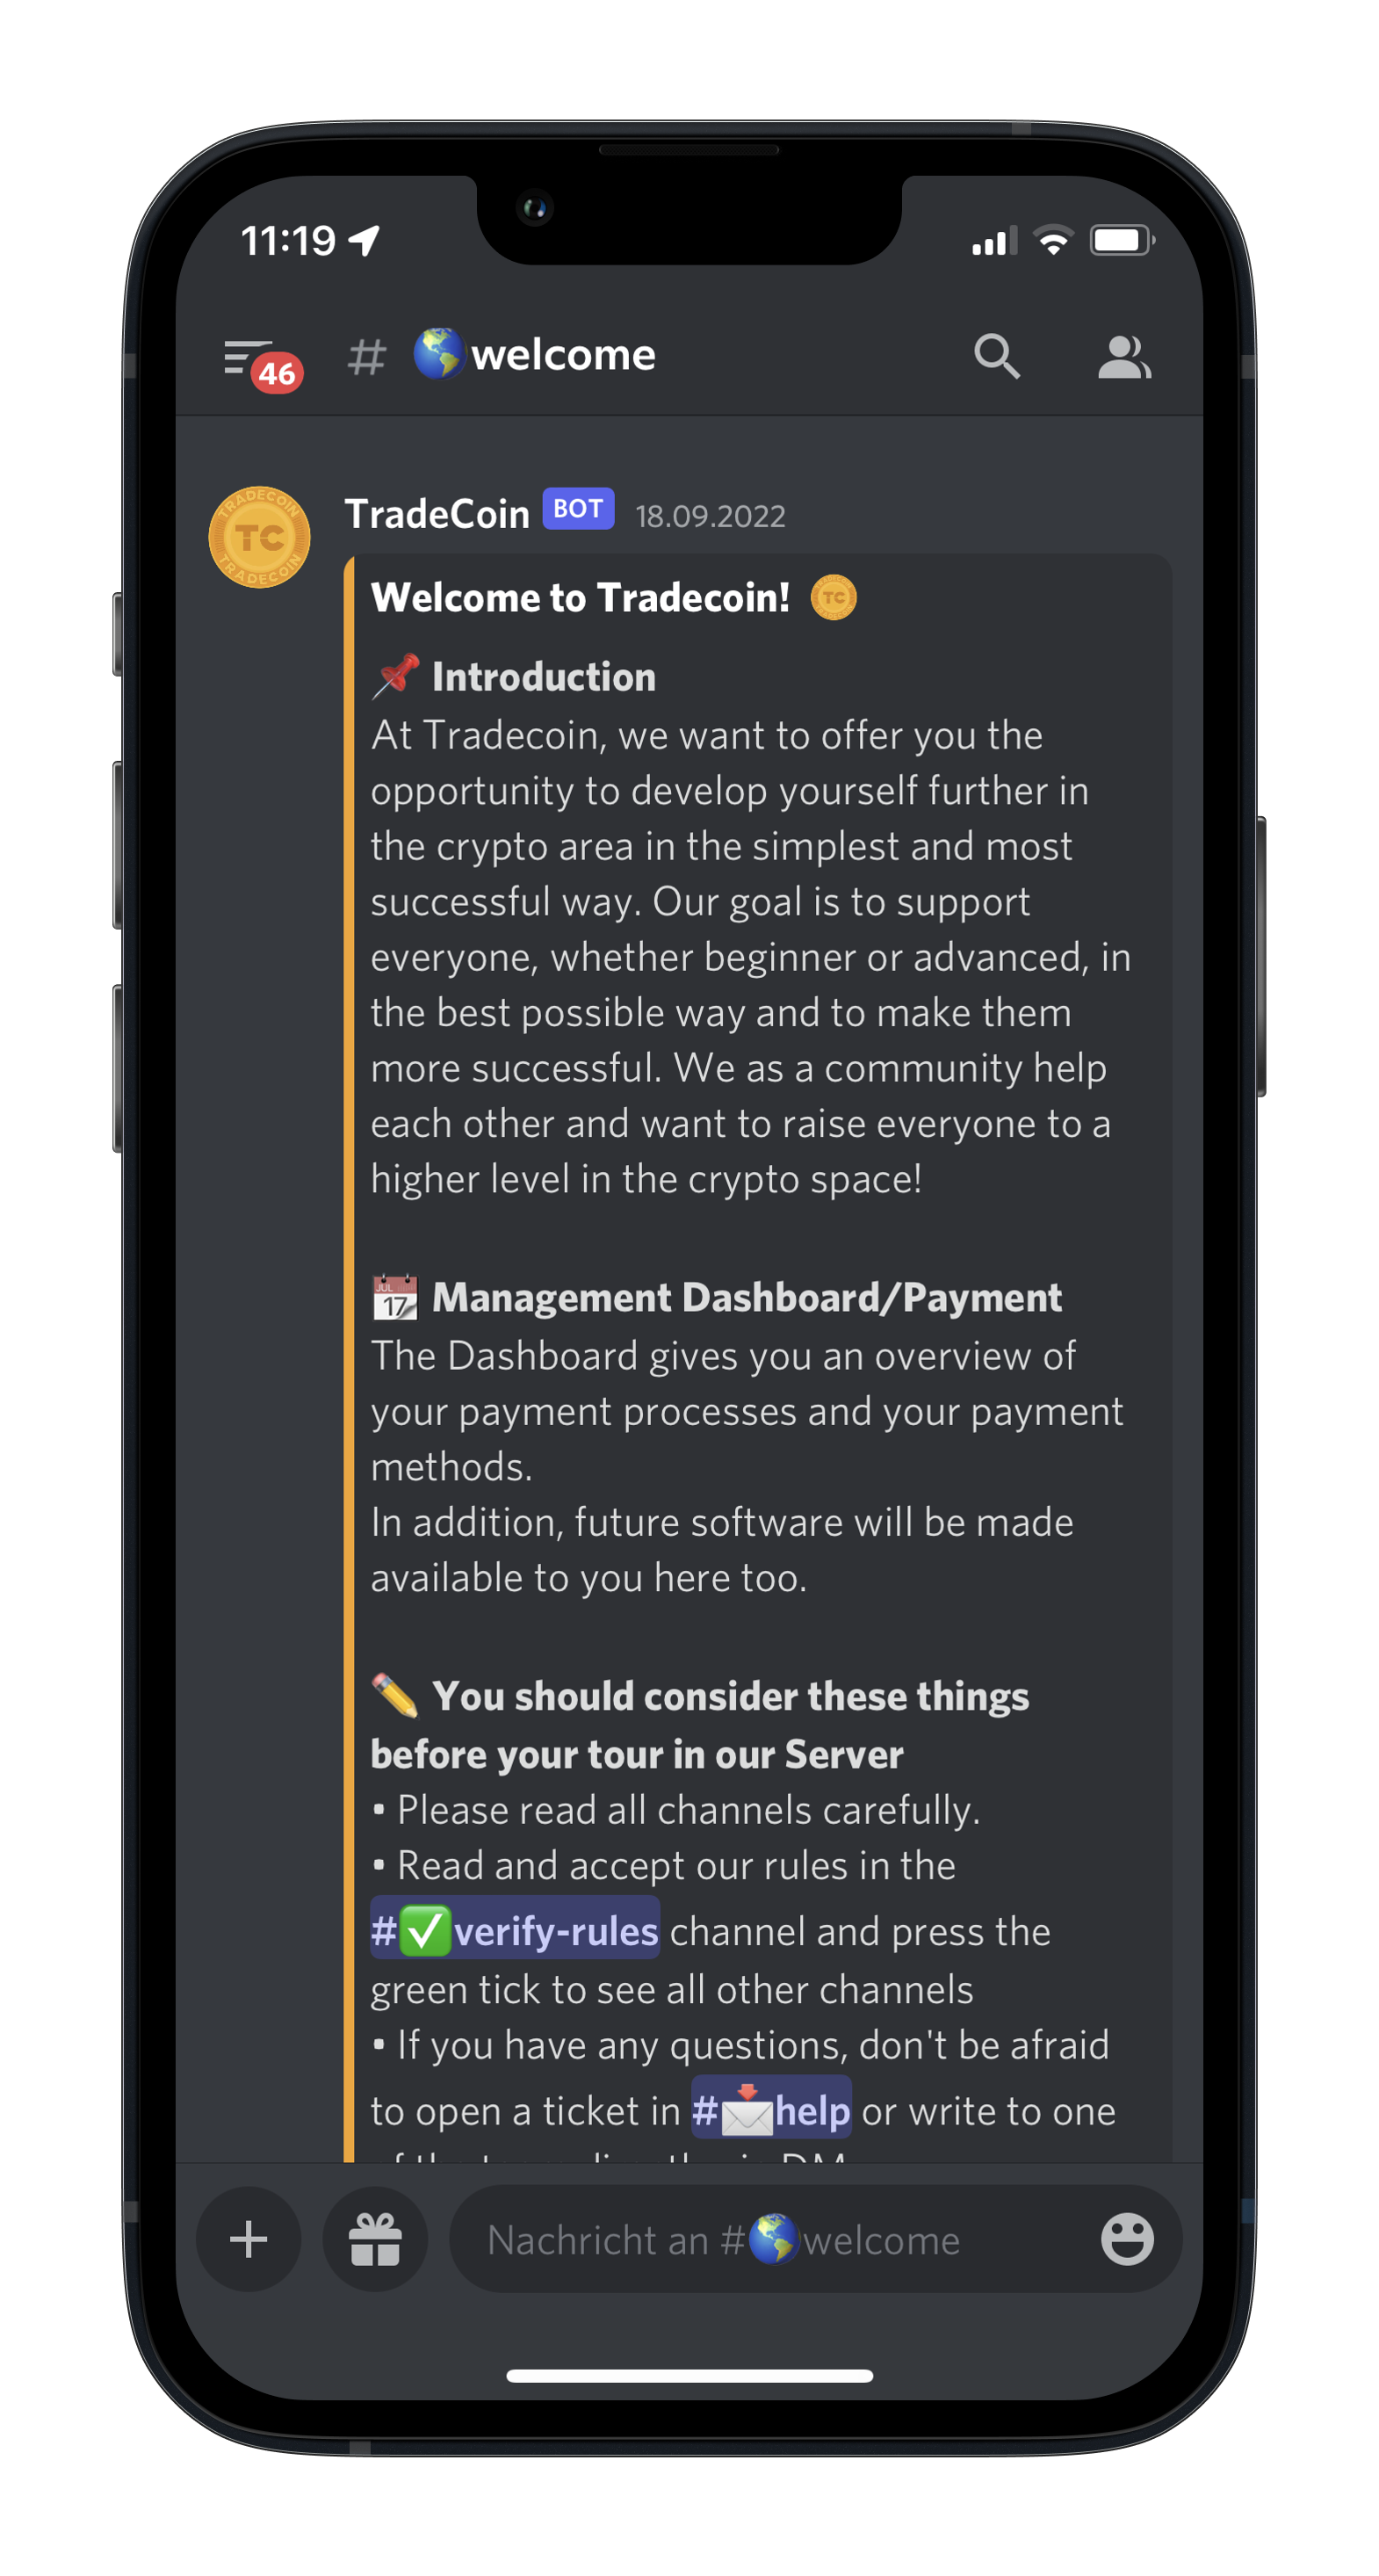 11:19
46
# 🌎welcome
TRADECOIN
TC
TRADECOIN
TradeCoin BOT 18.09.2022
Welcome to Tradecoin! TC
📌 Introduction
At Tradecoin, we want to offer you the
opportunity to develop yourself further in
the crypto area in the simplest and most
successful way. Our goal is to support
everyone, whether beginner or advanced, in
the best possible way and to make them
more successful. We as a community help
each other and want to raise everyone to a
higher level in the crypto space!
📆 Management Dashboard/Payment
The Dashboard gives you an overview of
your payment processes and your payment
methods.
In addition, future software will be made
available to you here too.
✏️ You should consider these things
before your tour in our Server
• Please read all channels carefully.
• Read and accept our rules in the
#✅verify-rules channel and press the
green tick to see all other channels
• If you have any questions, don't be afraid
to open a ticket in #📩help or write to one
Nachricht an #🌎welcome